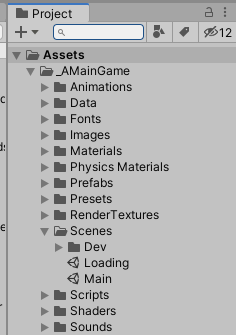 Project
12
Assets
_AMainGame
Animations
Data
Fonts
Images
Materials
Physics Materials
Prefabs
Presets
RenderTextures
Scenes
Dev
Loading
Main
Scripts
Shaders
Sounds